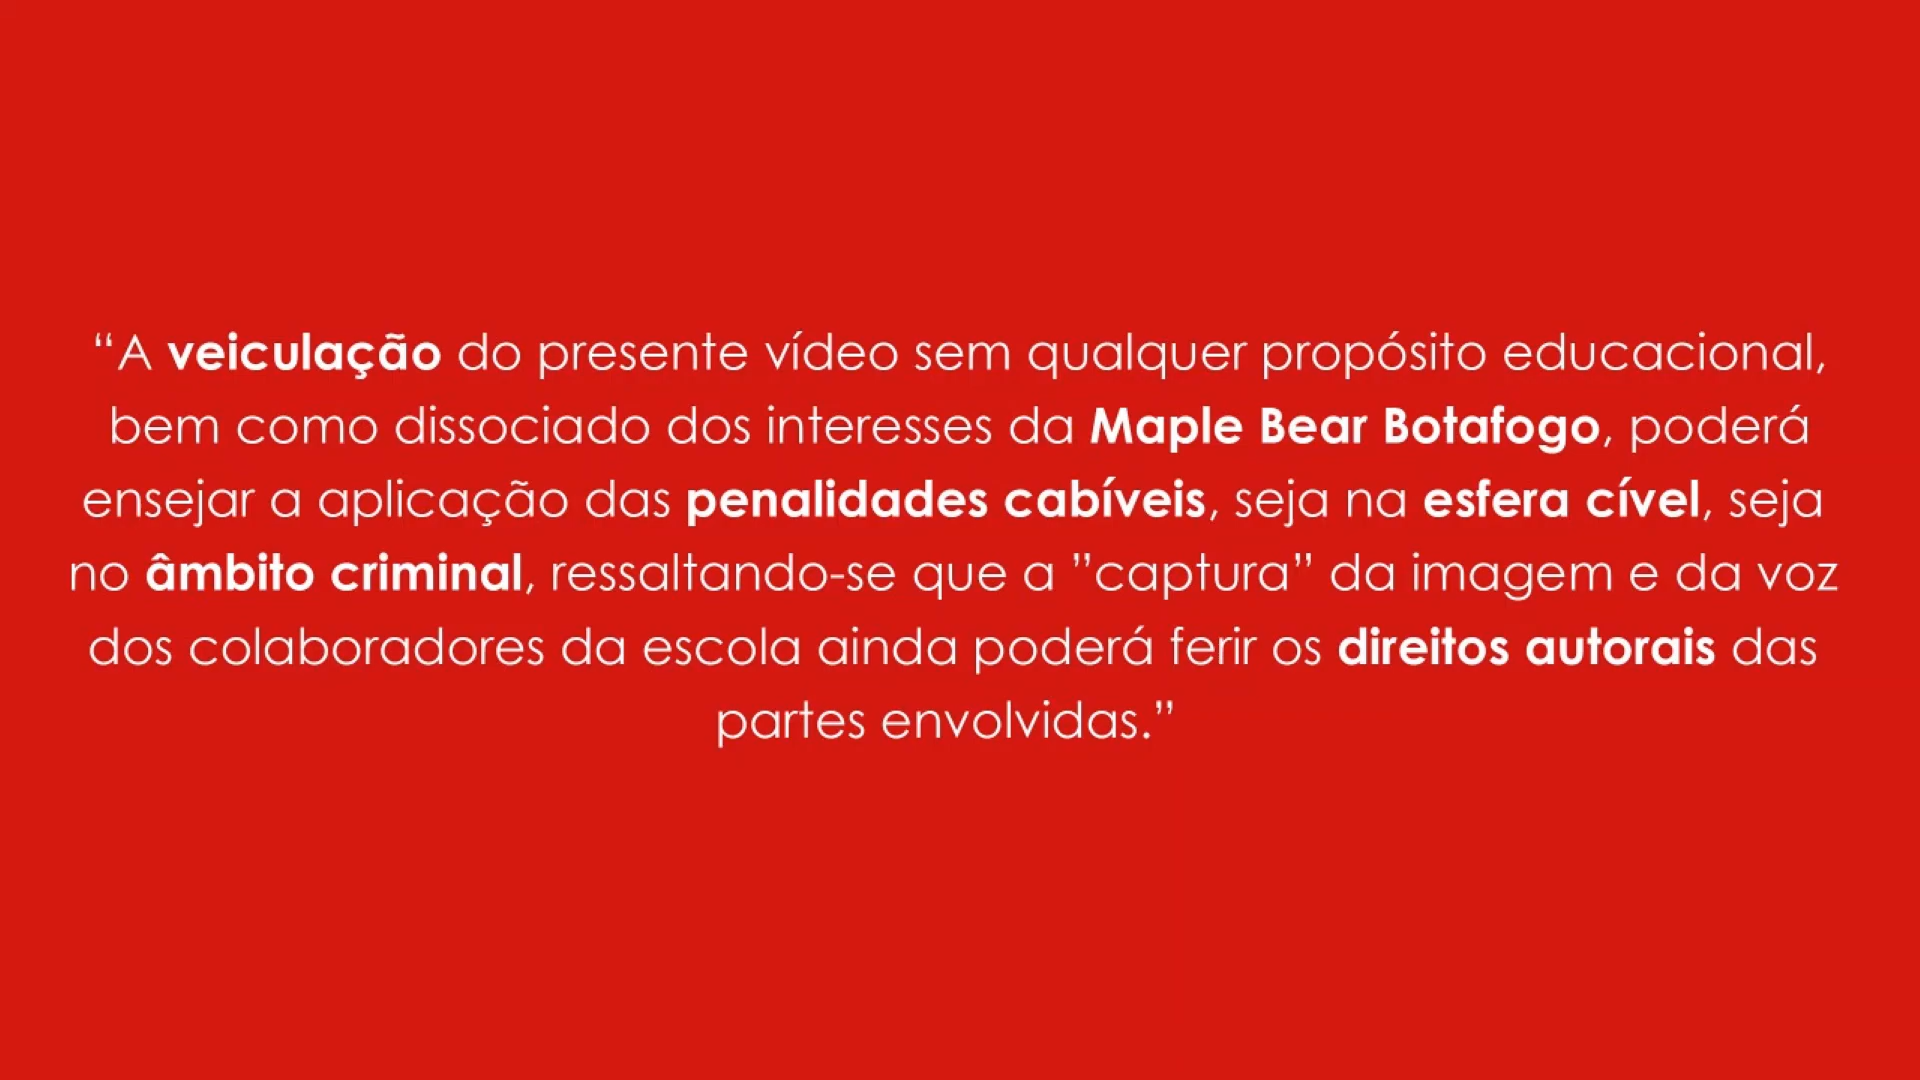 “A veiculação do presente vídeo sem qualquer propósito educacional,
bem como dissociado dos interesses da Maple Bear Botafogo, poderá
ensejar a aplicação das penalidades cabíveis, seja na esfera cível, seja
no âmbito criminal, ressaltando-se que a ”captura” da imagem e da voz
dos colaboradores da escola ainda poderá ferir os direitos autorais das
partes envolvidas.”